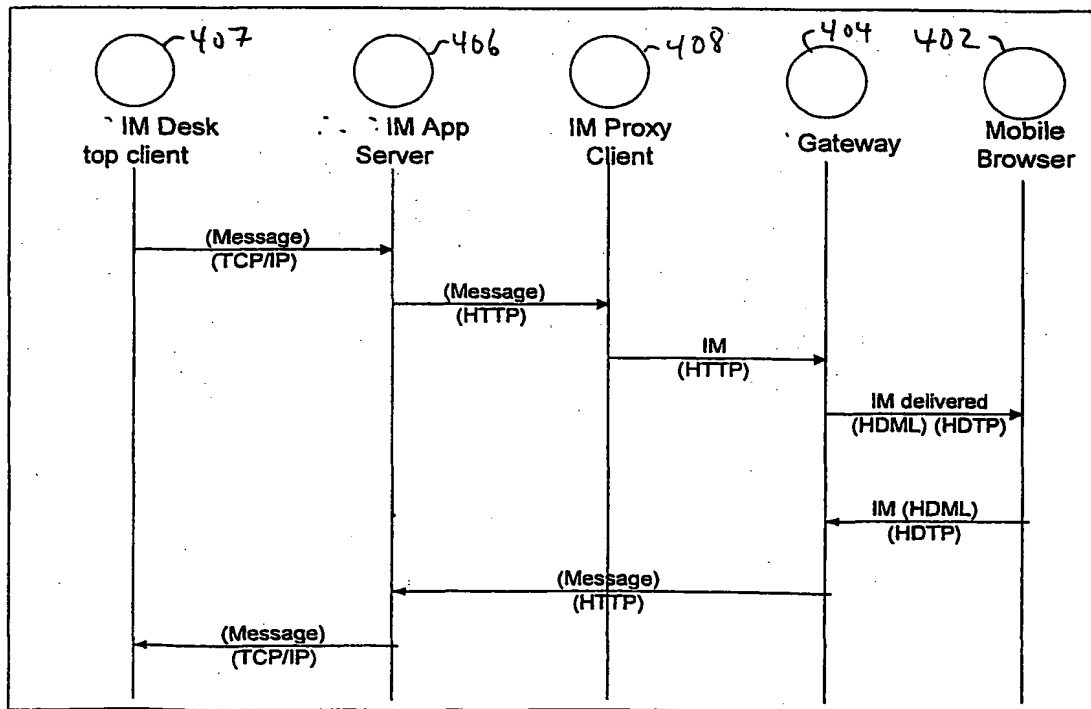 407
406
408
404
402
IM Desk
top client
IM App
Server
IM Proxy
Client
Gateway
Mobile
Browser
(Message)
(TCP/IP)
(Message)
(HTTP)
IM
(HTTP)
IM delivered
(HDML) (HDTP)
IM (HDML)
(HDTP)
(Message)
(HTTP)
(Message)
(TCP/IP)